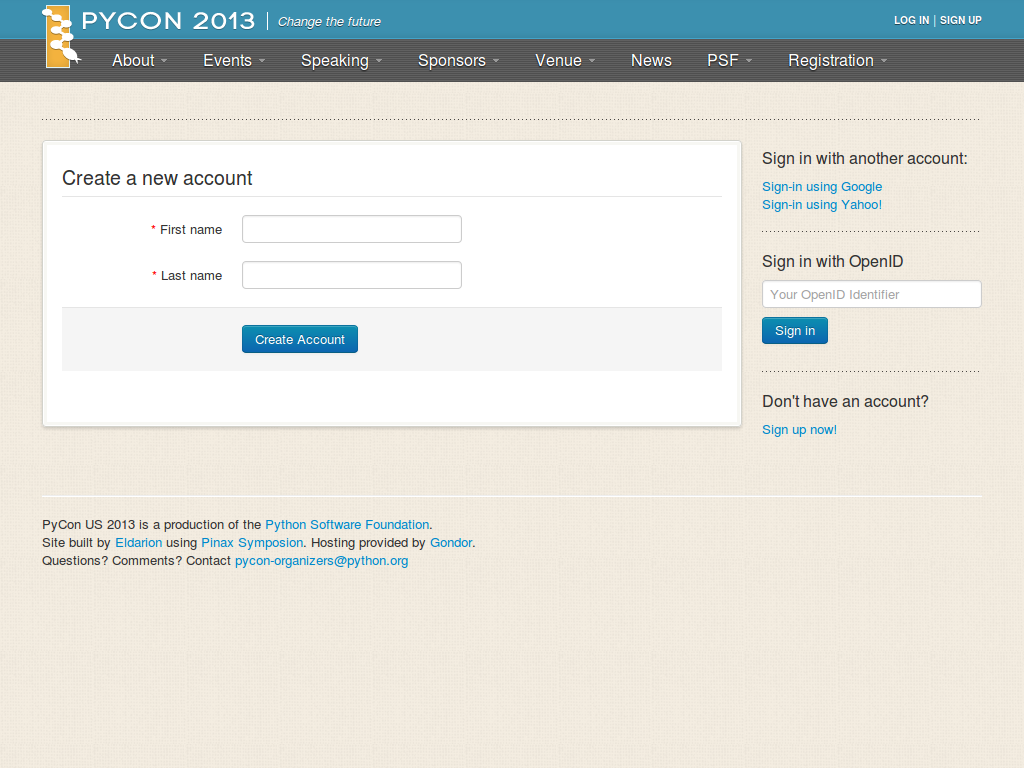 PYCON 2013 | Change the future
LOG IN | SIGN UP
About Events Speaking Sponsors Venue News PSF Registration
Create a new account
* First name
* Last name
Create Account
Sign in with another account:
Sign-in using Google
Sign-in using Yahoo!
Sign in with OpenID
Your OpenID Identifier
Sign in
Don't have an account?
Sign up now!
PyCon US 2013 is a production of the Python Software Foundation.
Site built by Eldarion using Pinax Symposion. Hosting provided by Gondor.
Questions? Comments? Contact pycon-organizers@python.org